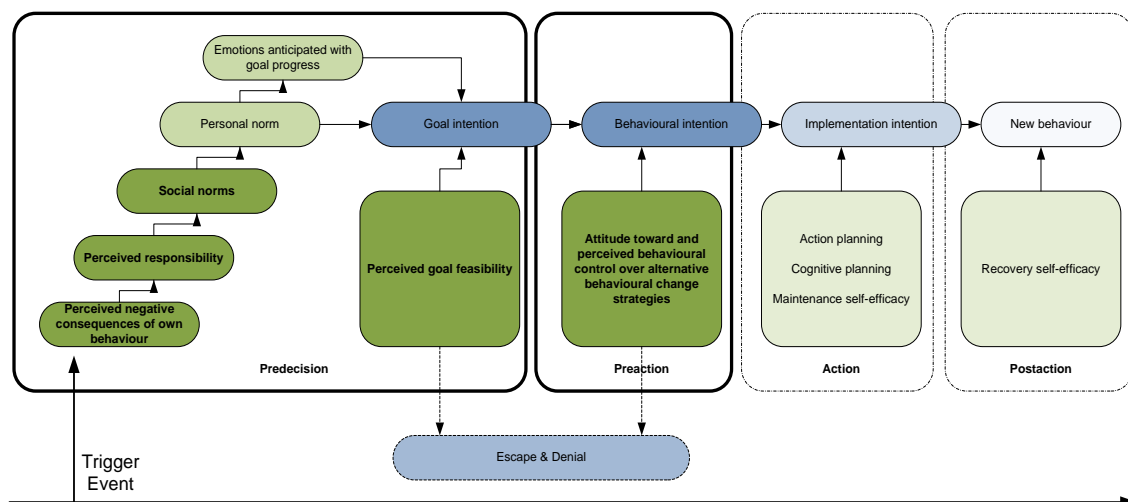 Emotions anticipated with
goal progress
Personal norm
Goal intention
Behavioural intention
Implementation intention
New behaviour
Social norms
Perceived responsibility
Perceived negative
consequences of own
behaviour
Perceived goal feasibility
Attitude toward and
perceived behavioural
control over alternative
behavioural change
strategies
Action planning
Cognitive planning
Maintenance self-efficacy
Recovery self-efficacy
Predecision
Preaction
Action
Postaction
Escape & Denial
Trigger
Event